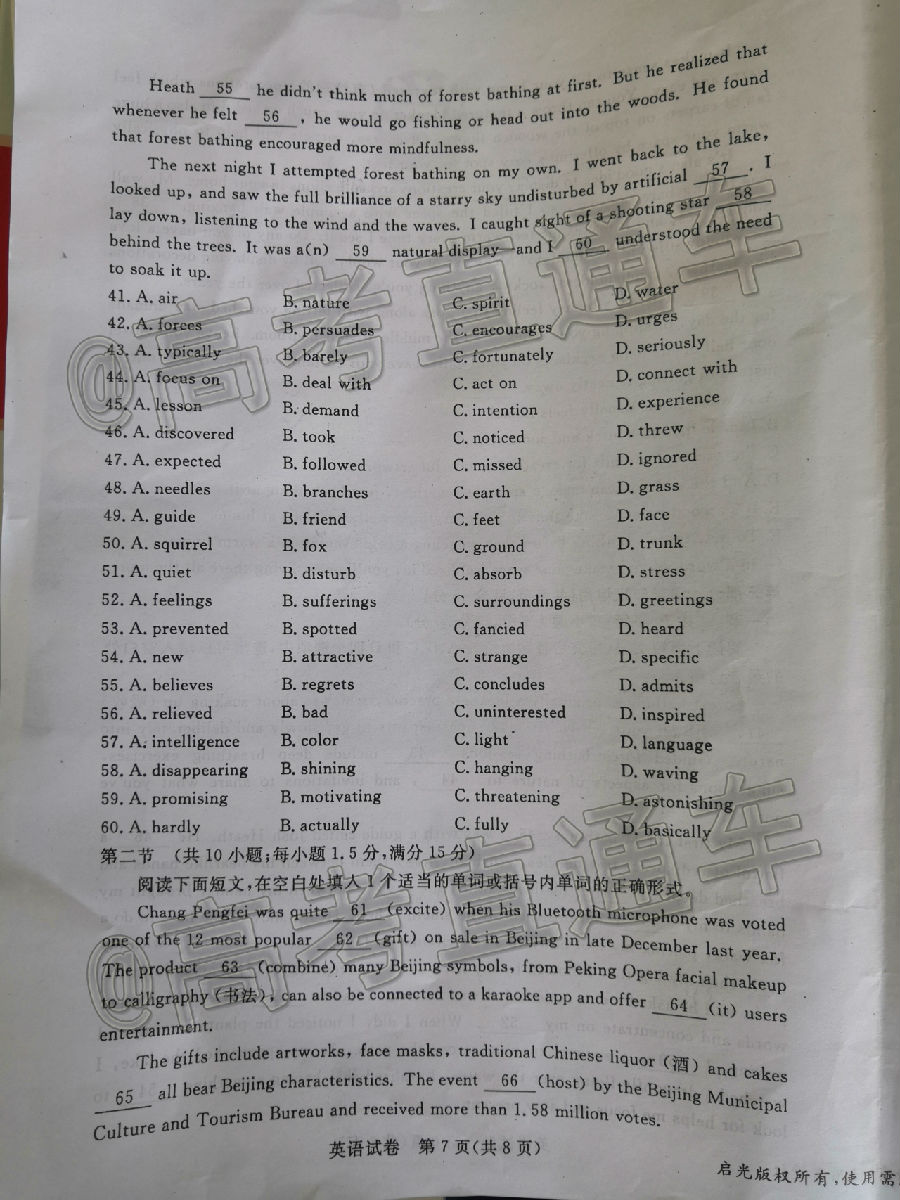 Heath 55 he didn't think much of forest bathing at first. But he realized that
whenever he felt 56 , he would go fishing or head out into the woods. He found
that forest bathing encouraged more mindfulness.
The next night I attempted forest bathing on my own. I went back to the lake,
looked up, and saw the full brilliance of a starry sky undisturbed by artificial 57 . I
lay down, listening to the wind and the waves. I caught sight of a shooting star 58
behind the trees. It was a(n) 59 natural display—and I 60 understood the need
to soak it up.
41. A. air B. nature C. spirit D. water
42. A. forces B. persuades C. encourages D. urges
43. A. typically B. barely C. fortunately D. seriously
44. A. focus on B. deal with C. act on D. connect with
45. A. lesson B. demand C. intention D. experience
46. A. discovered B. took C. noticed D. threw
47. A. expected B. followed C. missed D. ignored
48. A. needles B. branches C. earth D. grass
49. A. guide B. friend C. feet D. face
50. A. squirrel B. fox C. ground D. trunk
51. A. quiet B. disturb C. absorb D. stress
52. A. feelings B. sufferings C. surroundings D. greetings
53. A. prevented B. spotted C. fancied D. heard
54. A. new B. attractive C. strange D. specific
55. A. believes B. regrets C. concludes D. admits
56. A. relieved B. bad C. uninterested D. inspired
57. A. intelligence B. color C. light D. language
58. A. disappearing B. shining C. hanging D. waving
59. A. promising B. motivating C. threatening D. astonishing
60. A. hardly B. actually C. fully D. basically
第二节 (共 10 小题;每小题 1.5 分,满分 15 分)
阅读下面短文,在空白处填入 1 个适当的单词或括号内单词的正确形式。
Chang Pengfei was quite 61 (excite) when his Bluetooth microphone was voted
one of the 12 most popular 62 (gift) on sale in Beijing in late December last year.
The product 63 (combine) many Beijing symbols, from Peking Opera facial makeup
to calligraphy (书法), can also be connected to a karaoke app and offer 64 (it) users
entertainment.
The gifts include artworks, face masks, traditional Chinese liquor (酒) and cakes
65 all bear Beijing characteristics. The event 66 (host) by the Beijing Municipal
Culture and Tourism Bureau and received more than 1.58 million votes.
英语试卷 第 7 页(共 8 页)
启光版权所有,使用需
@高考直通车
@高考直通车